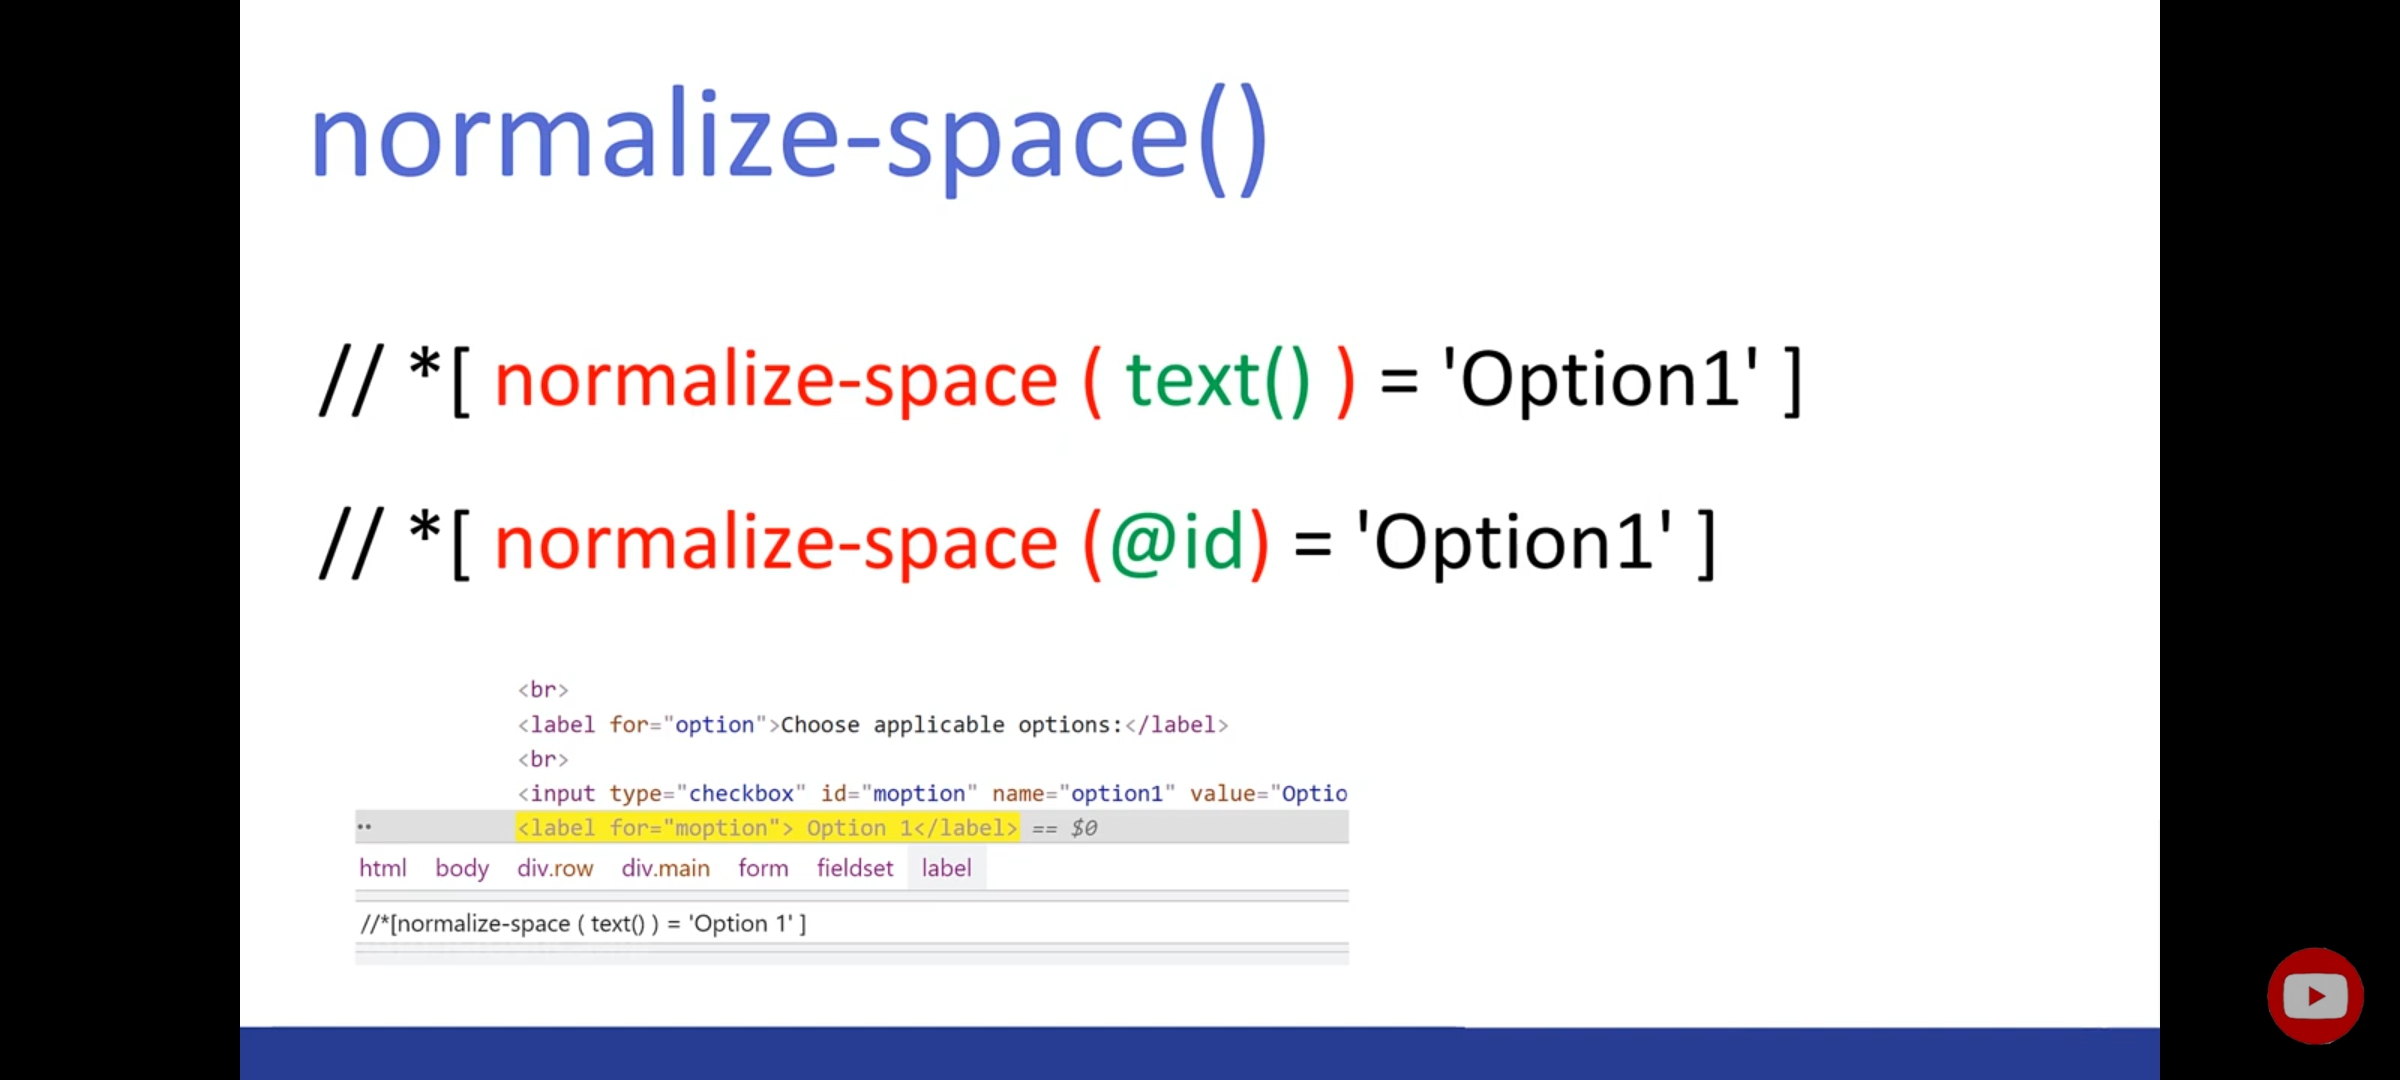 normalize-space()
// *[ normalize-space ( text() ) = 'Option1' ]
// *[ normalize-space (@id) = 'Option1' ]
<br>
<label for="option">Choose applicable options:</label>
<br>
<input type="checkbox" id="moption" name="option1" value="Optio
<label for="moption"> Option 1</label> == $0
html body div.row div.main form fieldset label
//*[normalize-space ( text() ) = 'Option 1' ]